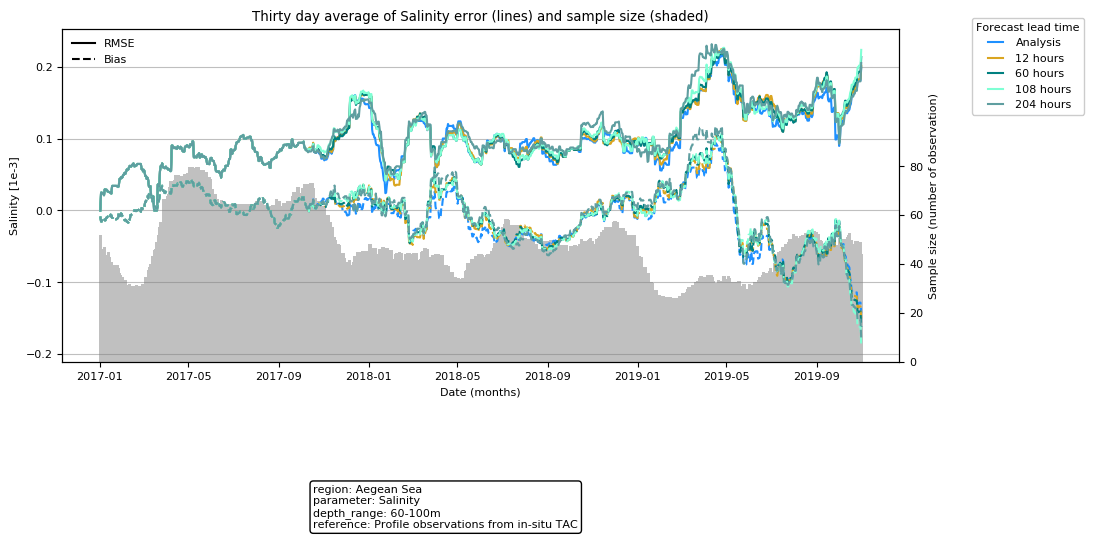 Thirty day average of Salinity error (lines) and sample size (shaded)
RMSE
Bias
Forecast lead time
Analysis
12 hours
60 hours
108 hours
204 hours
Salinity [1e-3]
0.2
0.1
0.0
−0.1
−0.2
Sample size (number of observation)
80
60
40
20
0
2017-01
2017-05
2017-09
2018-01
2018-05
2018-09
2019-01
2019-05
2019-09
Date (months)
region: Aegean Sea
parameter: Salinity
depth_range: 60-100m
reference: Profile observations from in-situ TAC